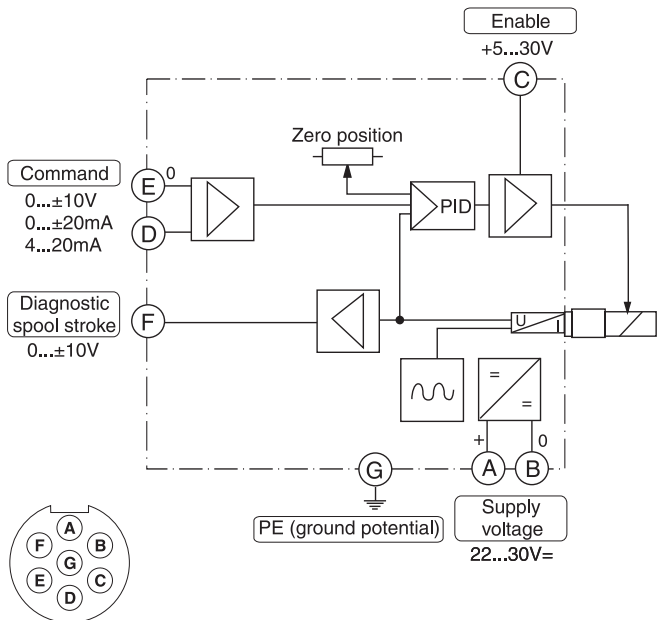 Enable
+5...30V
C
Zero position
Command
E 0
0...±10V
0...±20mA
D
4...20mA
PID
Diagnostic
spool stroke
F
0...±10V
U
I
=
=
+ 0
G A B
PE (ground potential)
Supply
voltage
22...30V=
A
F B
G
E C
D